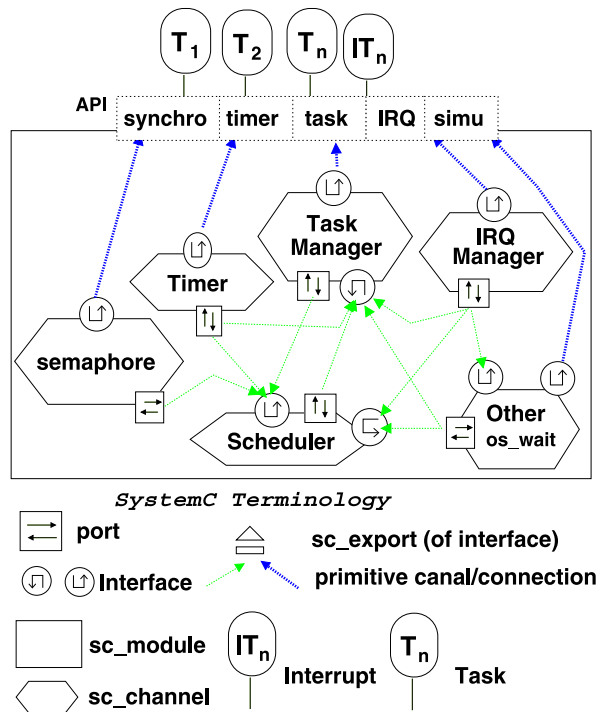 T1 T2 Tn ITn
API
synchro timer task IRQ simu
Task
Manager
IRQ
Manager
Timer
semaphore
Scheduler
Other
os_wait
SystemC Terminology
port
sc_export (of interface)
Interface
primitive canal/connection
sc_module
ITn
Interrupt
Tn
Task
sc_channel